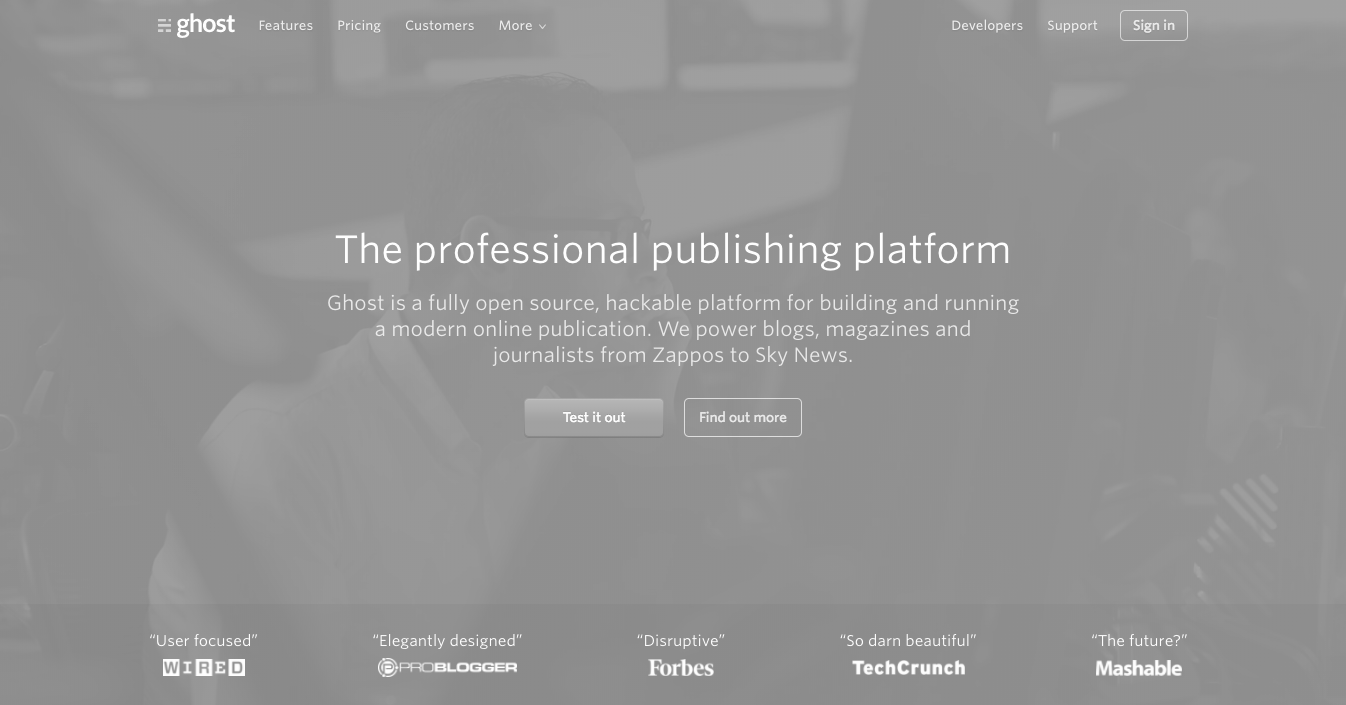 ghost Features Pricing Customers More Developers Support Sign in
The professional publishing platform
Ghost is a fully open source, hackable platform for building and running
a modern online publication. We power blogs, magazines and
journalists from Zappos to Sky News.
Test it out Find out more
“User focused” “Elegantly designed” “Disruptive” “So darn beautiful” “The future?”
WIRED PROBLOGGER Forbes TechCrunch Mashable